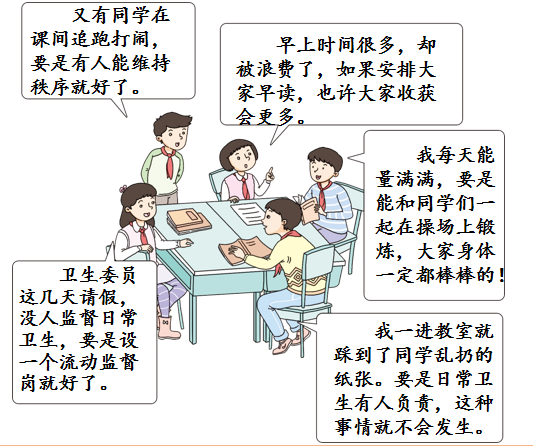 又有同学在
课间追跑打闹，
要是有人能维持
秩序就好了。
早上时间很多，却
被浪费了，如果安排大
家早读，也许大家收获
会更多。
我每天能
量满满，要是
能和同学们一
起在操场上锻
炼，大家身体
一定都棒棒的！
卫生委员
这几天请假，
没人监督日常
卫生，要是设
一个流动监督
岗就好了。
我一进教室就
踩到了同学乱扔的
纸张。要是日常卫
生有人负责，这种
事情就不会发生。